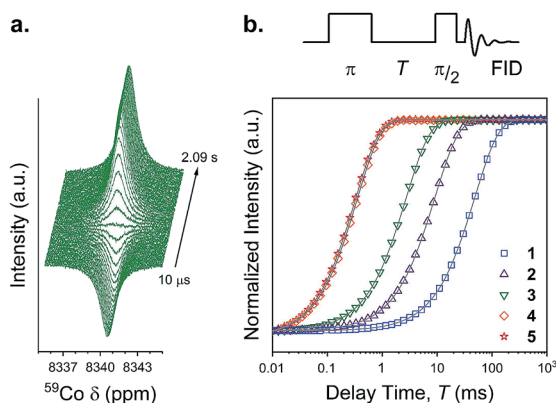 a.
Intensity (a.u.)
2.09 s
10 μs
8337 8340 8343
⁵⁹Co δ (ppm)
b.
π T π/2 FID
Normalized Intensity (a.u.)
1
2
3
4
5
0.01 0.1 1 10 100 10³
Delay Time, T (ms)